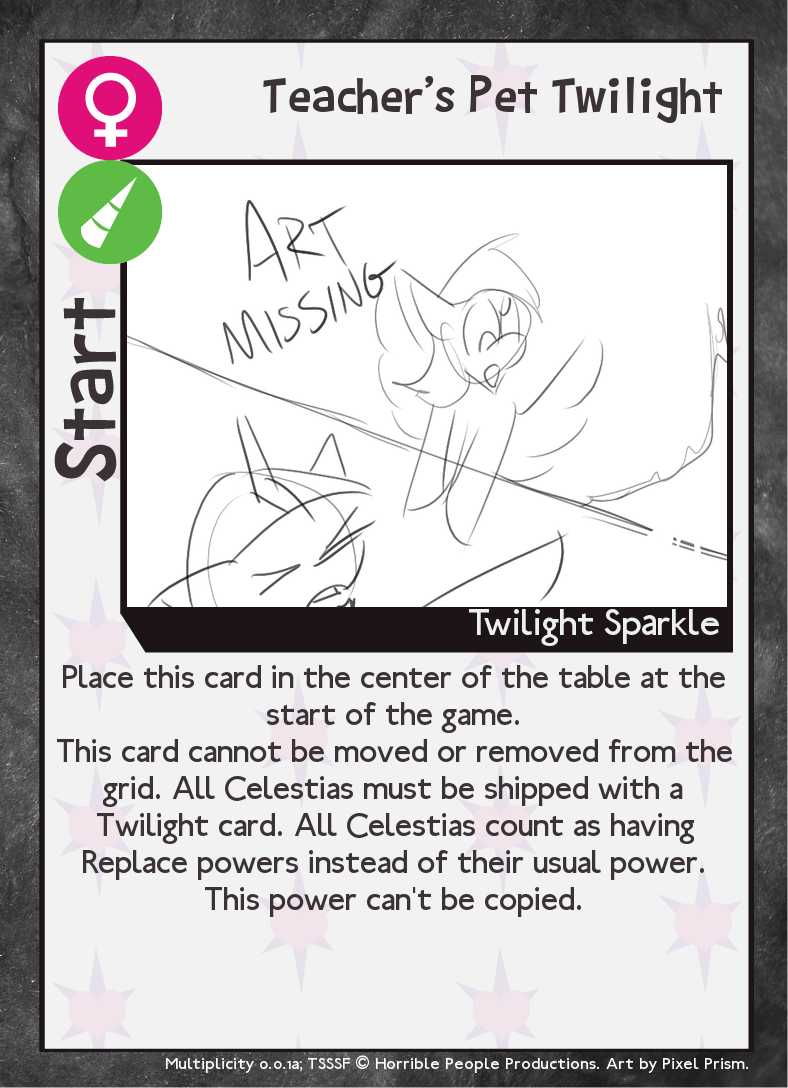 Teacher's Pet Twilight
Start
ART
MISSING
Twilight Sparkle
Place this card in the center of the table at the
start of the game.
This card cannot be moved or removed from the
grid. All Celestias must be shipped with a
Twilight card. All Celestias count as having
Replace powers instead of their usual power.
This power can't be copied.
Multiplicity 0.0.1a; TSSSF © Horrible People Productions. Art by Pixel Prism.